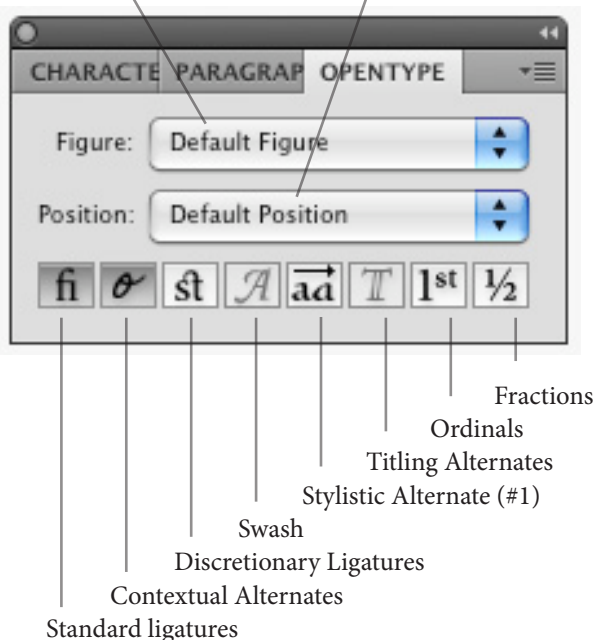 CHARACTE PARAGRAP OPENTYPE
Figure: Default Figure
Position: Default Position
fi o st A aa T 1st ½
Fractions
Ordinals
Titling Alternates
Stylistic Alternate (#1)
Swash
Discretionary Ligatures
Contextual Alternates
Standard ligatures